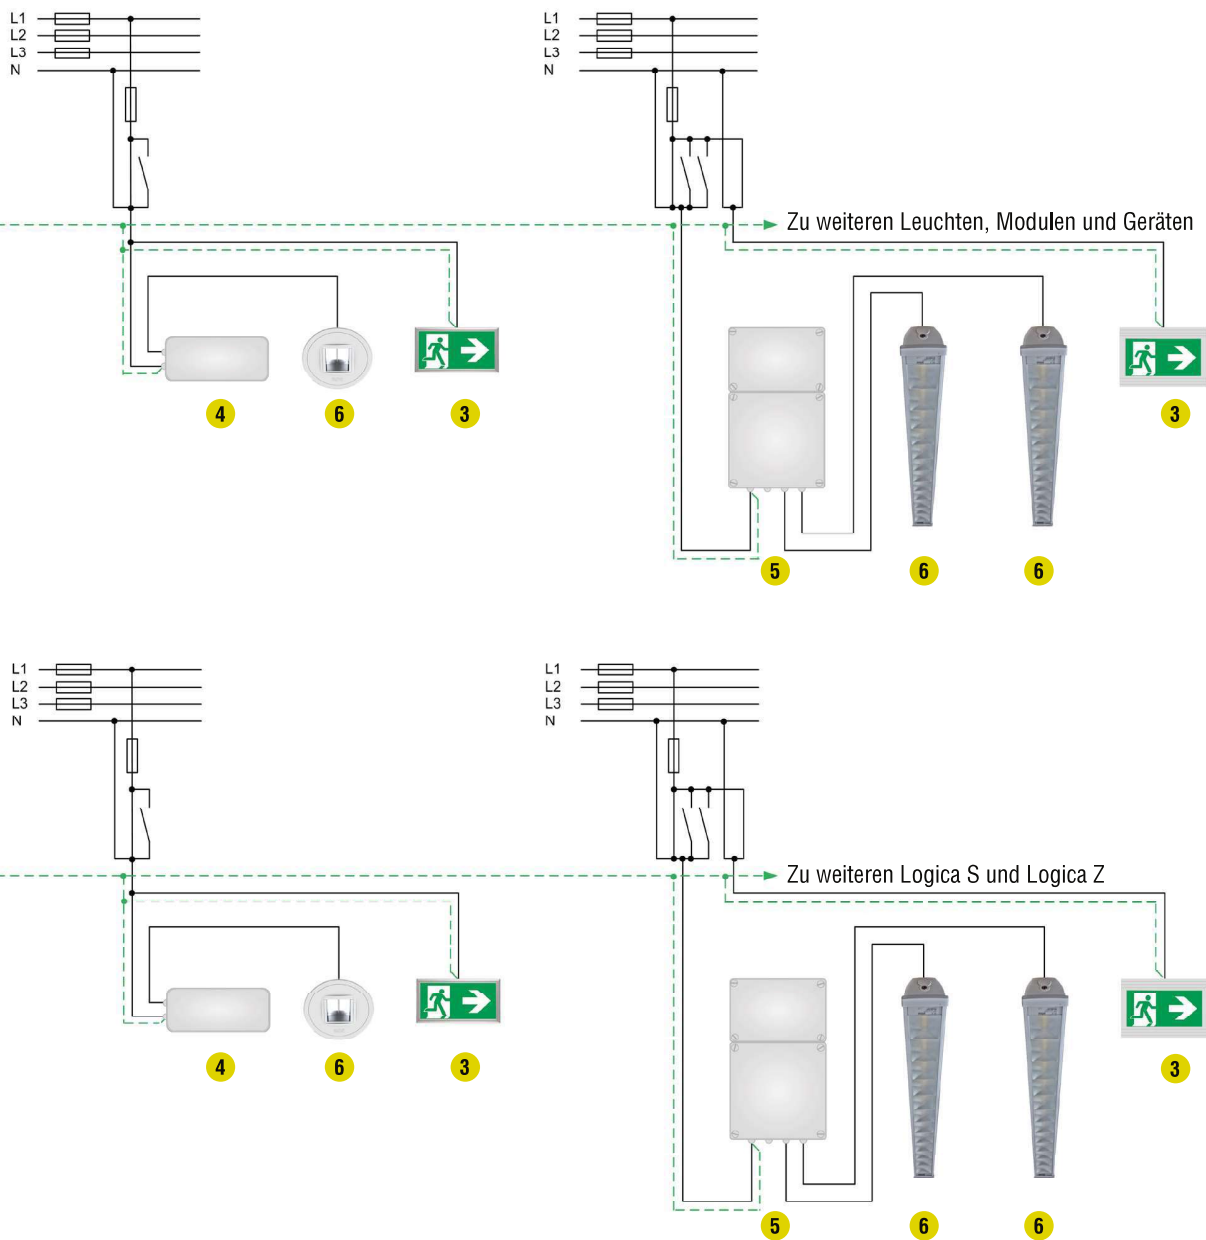 L1
L2
L3
N
L1
L2
L3
N
Zu weiteren Leuchten, Modulen und Geräten
4
6
3
3
5
6
6
L1
L2
L3
N
L1
L2
L3
N
Zu weiteren Logica S und Logica Z
4
6
3
3
5
6
6